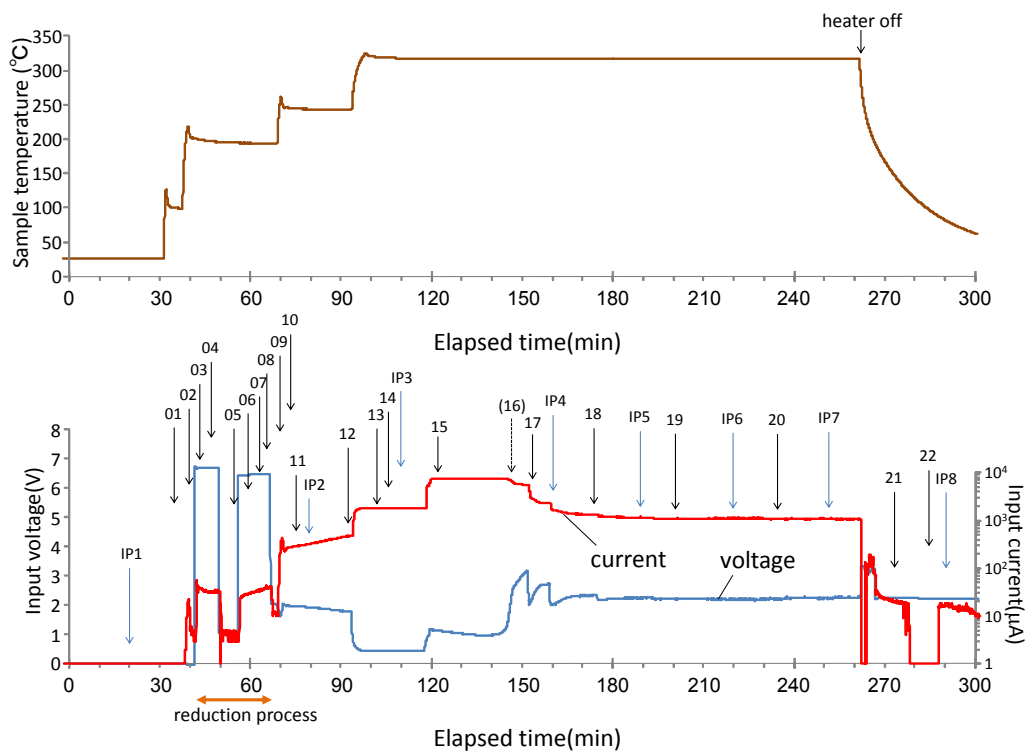 heater off
Sample temperature (℃)
350
300
250
200
150
100
50
0
0 30 60 90 120 150 180 210 240 270 300
Elapsed time(min)
01
02
03
04
05
06
07
08
09
10
11
12
13
14
15
(16)
17
18
19
20
21
22
IP1
IP2
IP3
IP4
IP5
IP6
IP7
IP8
Input voltage(V)
8
7
6
5
4
3
2
1
0
Input current(μA)
10⁴
10³
10²
10
1
current
voltage
0 30 60 90 120 150 180 210 240 270 300
reduction process
Elapsed time(min)